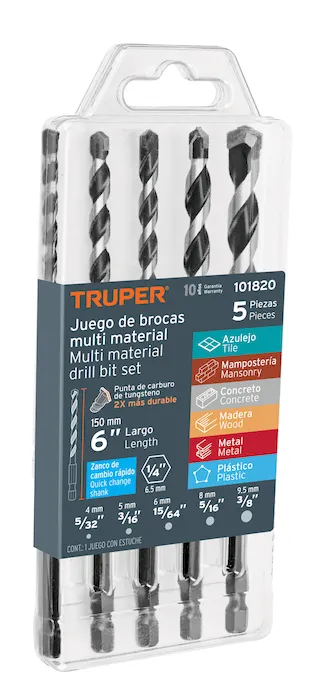 TRUPER®
10 años Garantía Warranty
101820
Juego de brocas
multi material
Multi material
drill bit set
5 Piezas
Pieces
Punta de carburo
de tungsteno
2X más durable
150 mm
6" Largo
Length
Zanco de
cambio rápido
Quick change
shank
1/4"
6.5 mm
Azulejo
Tile
Mampostería
Mansonry
Concreto
Concrete
Madera
Wood
Metal
Metal
Plástico
Plastic
4 mm
5/32"
5 mm
3/16"
6 mm
15/64"
8 mm
5/16"
9.5 mm
3/8"
CONT.: 1 JUEGO CON ESTUCHE